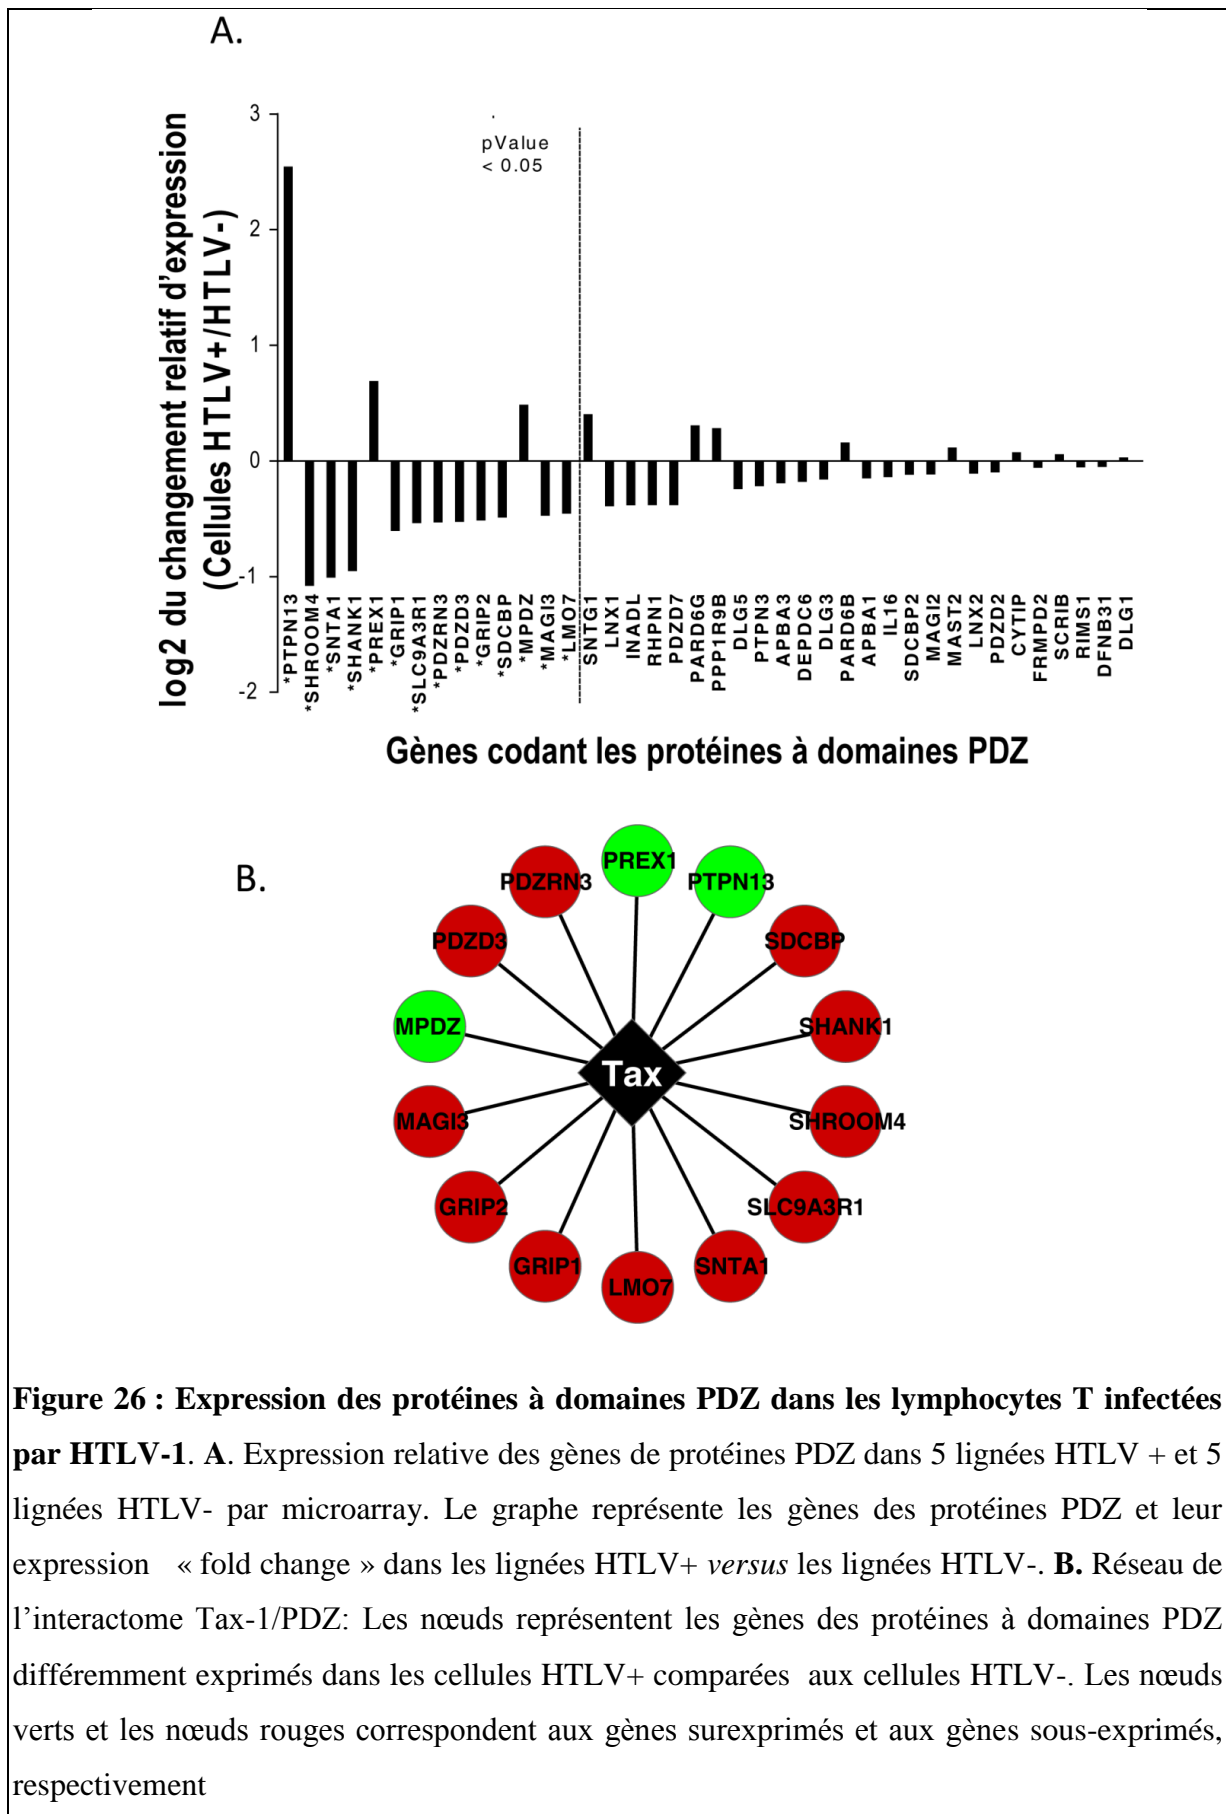 A.
log2 du changement relatif d'expression
(Cellules HTLV+/HTLV-)
3
2
1
0
-1
-2
pValue
< 0.05
*PTPN13
*SHROOM4
*SNTA1
*SHANK1
*PREX1
*GRIP1
*SLC9A3R1
*PDZRN3
*PDZD3
*GRIP2
*SDCBP
*MPDZ
*MAGI3
*LMO7
SNTG1
LNX1
INADL
RHPN1
PDZD7
PARD6G
PPP1R9B
DLG5
PTPN3
APBA3
DEPDC6
DLG3
PARD6B
APBA1
IL16
SDCBP2
MAGI2
MAST2
LNX2
PDZD2
CYTIP
FRMPD2
SCRIB
RIMS1
DFNB31
DLG1
Gènes codant les protéines à domaines PDZ
B.
PREX1
PTPN13
PDZRN3
SDCBP
PDZD3
SHANK1
MPDZ
Tax
SHROOM4
MAGI3
SLC9A3R1
GRIP2
SNTA1
GRIP1
LMO7
Figure 26 : Expression des protéines à domaines PDZ dans les lymphocytes T infectées
par HTLV-1. A. Expression relative des gènes de protéines PDZ dans 5 lignées HTLV + et 5
lignées HTLV- par microarray. Le graphe représente les gènes des protéines PDZ et leur
expression « fold change » dans les lignées HTLV+ versus les lignées HTLV-. B. Réseau de
l'interactome Tax-1/PDZ: Les nœuds représentent les gènes des protéines à domaines PDZ
différemment exprimés dans les cellules HTLV+ comparées aux cellules HTLV-. Les nœuds
verts et les nœuds rouges correspondent aux gènes surexprimés et aux gènes sous-exprimés,
respectivement